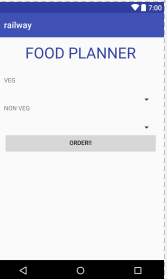 7:00
railway
FOOD PLANNER
VEG
NON VEG
ORDER!!